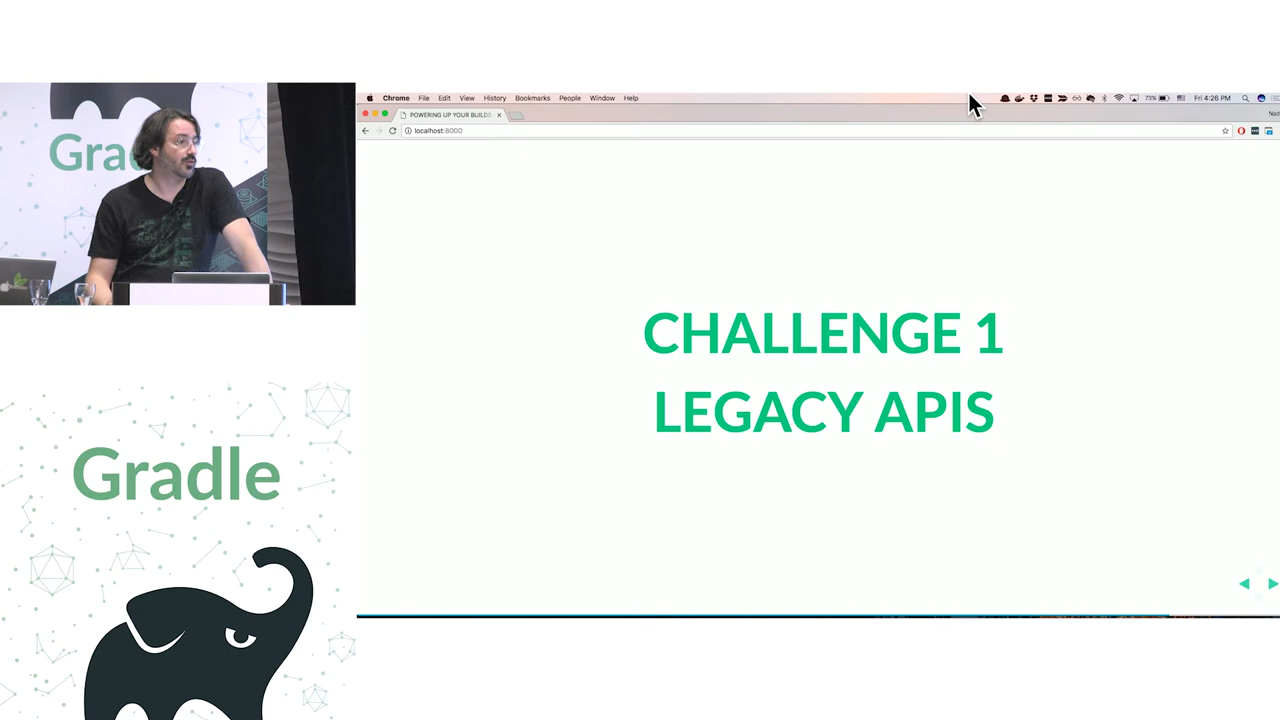 Grad
Chrome File Edit View History Bookmarks People Window Help
73% Fri 4:26 PM
POWERING UP YOUR BUILDS
localhost:8000
CHALLENGE 1
LEGACY APIS
Gradle